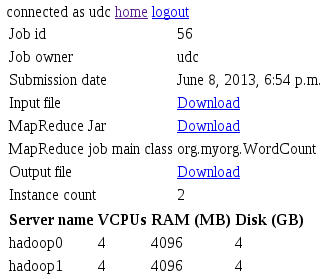 connected as udc home logout
Job id 56
Job owner udc
Submission date June 8, 2013, 6:54 p.m.
Input file Download
MapReduce Jar Download
MapReduce job main class org.myorg.WordCount
Output file Download
Instance count 2
Server name VCPUs RAM (MB) Disk (GB)
hadoop0 4 4096 4
hadoop1 4 4096 4